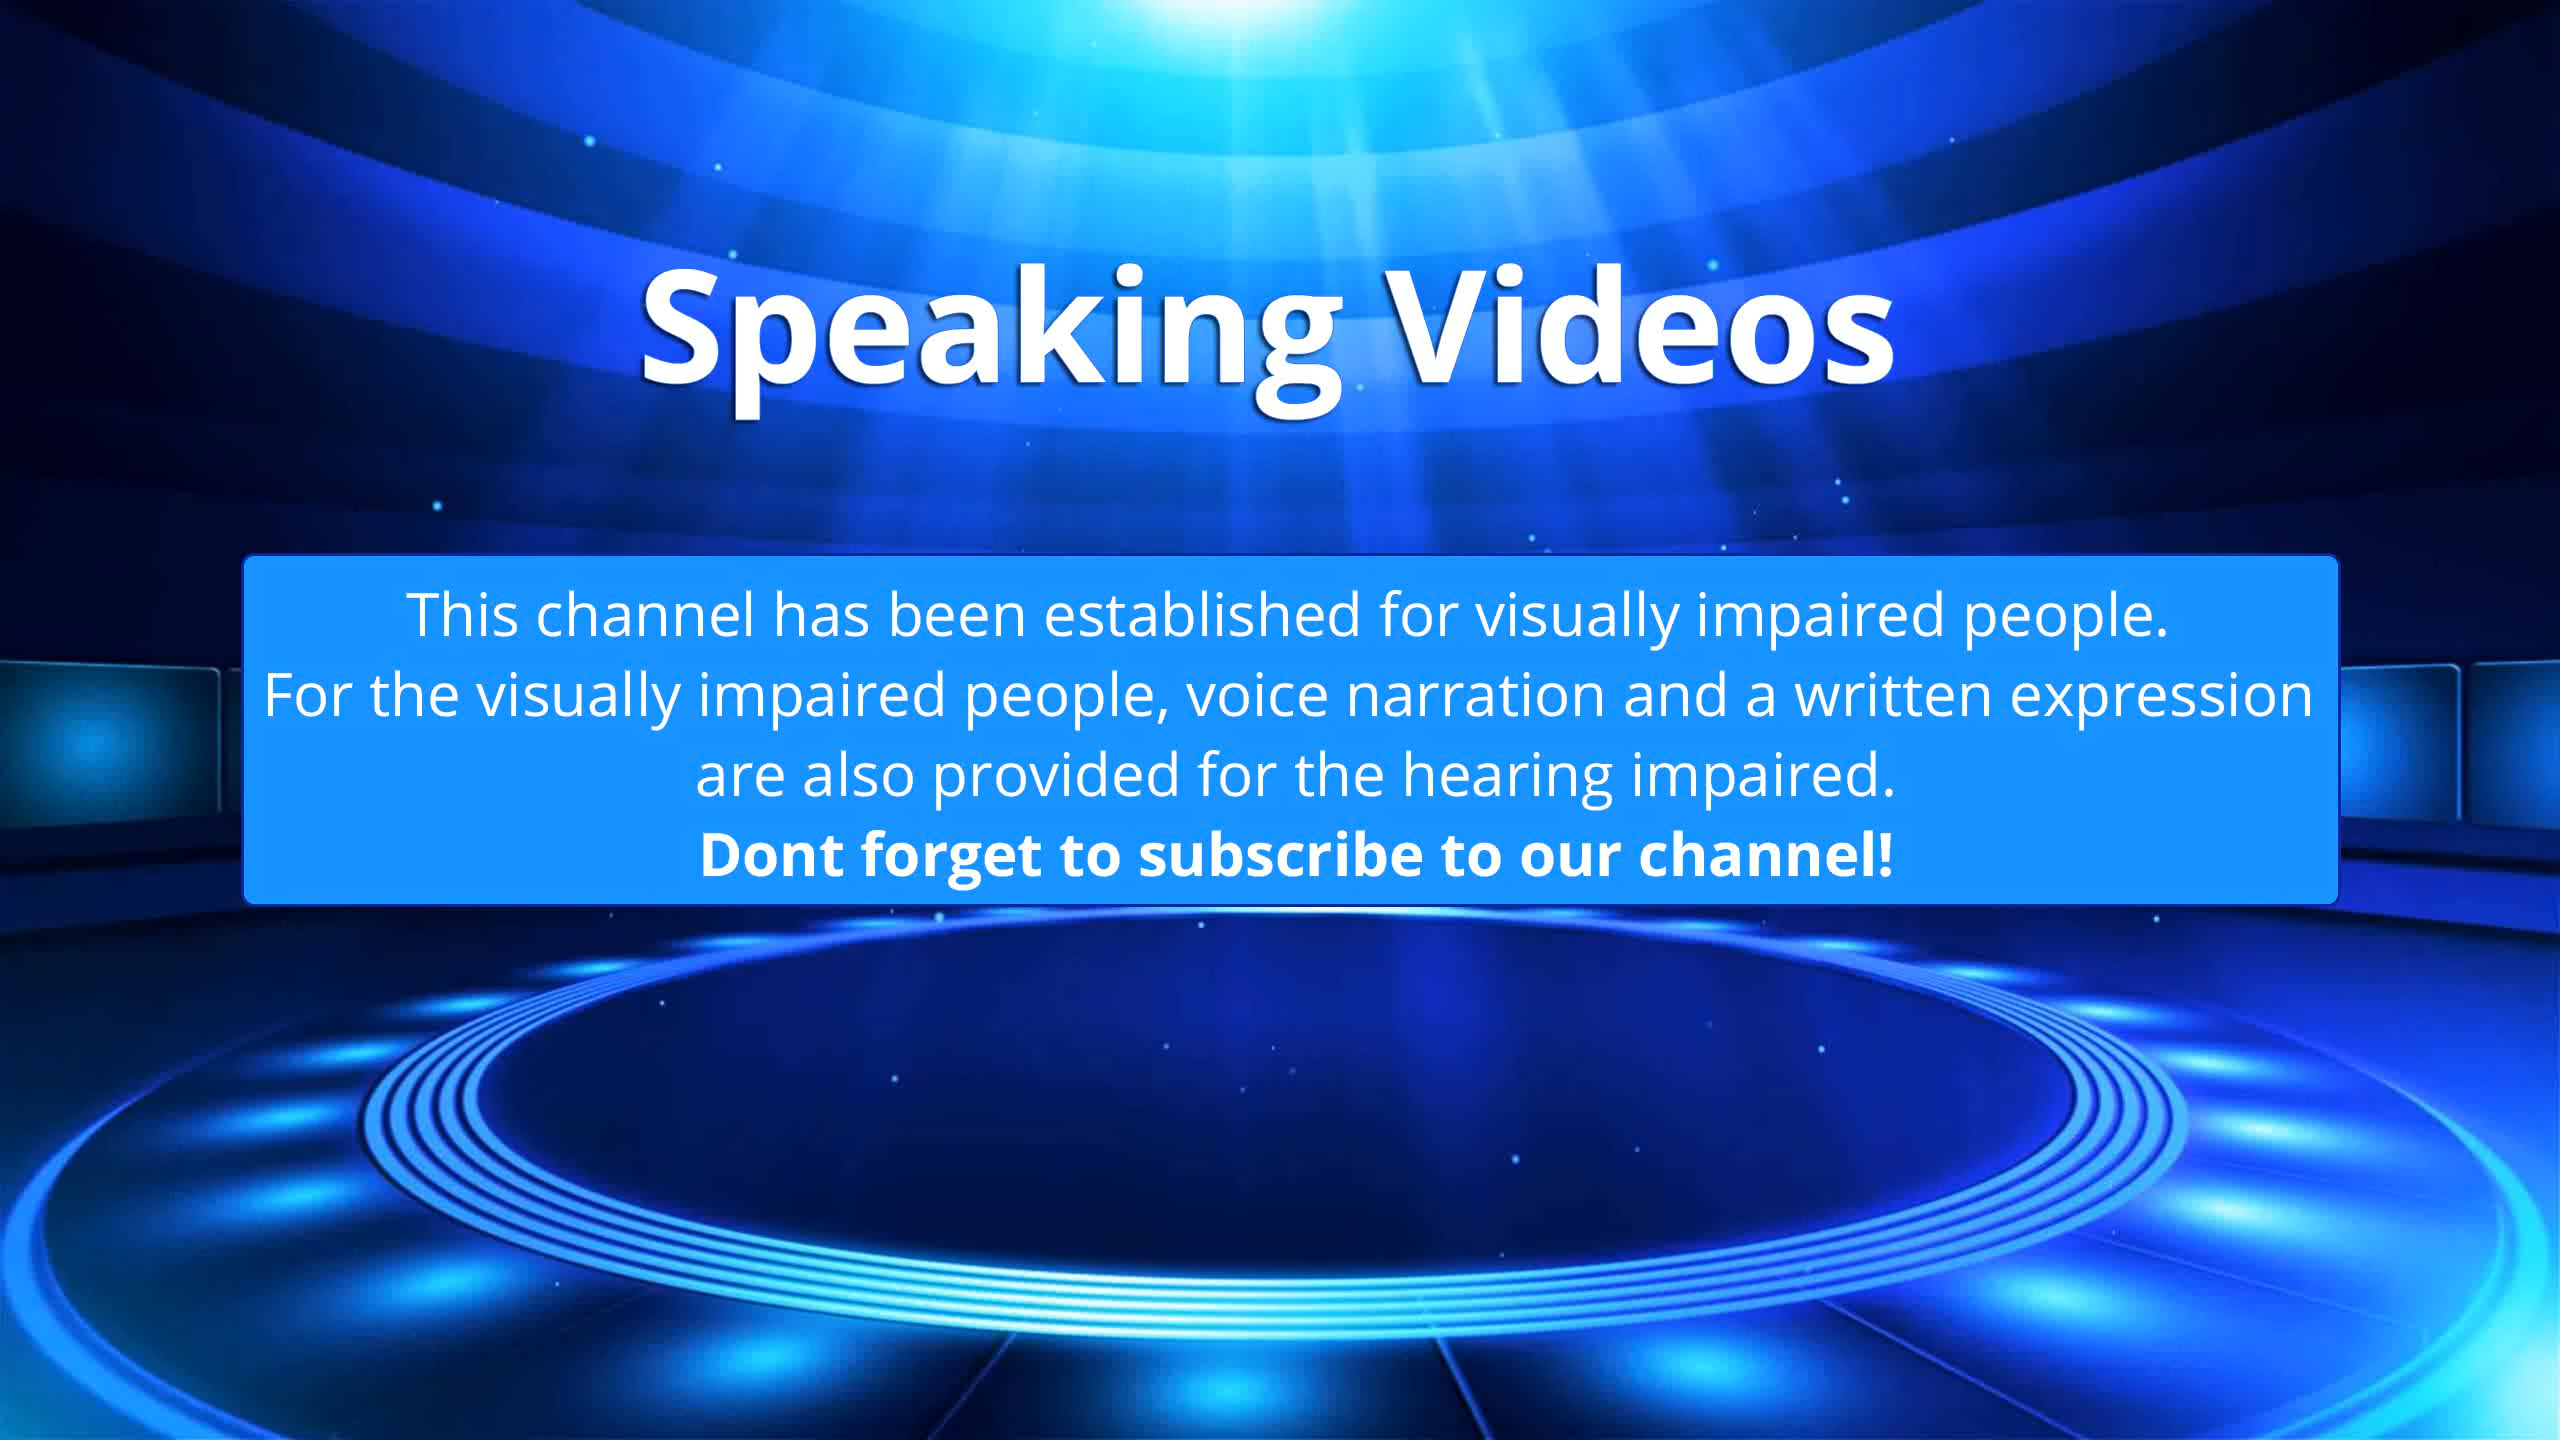 Speaking Videos
This channel has been established for visually impaired people.
For the visually impaired people, voice narration and a written expression
are also provided for the hearing impaired.
Dont forget to subscribe to our channel!